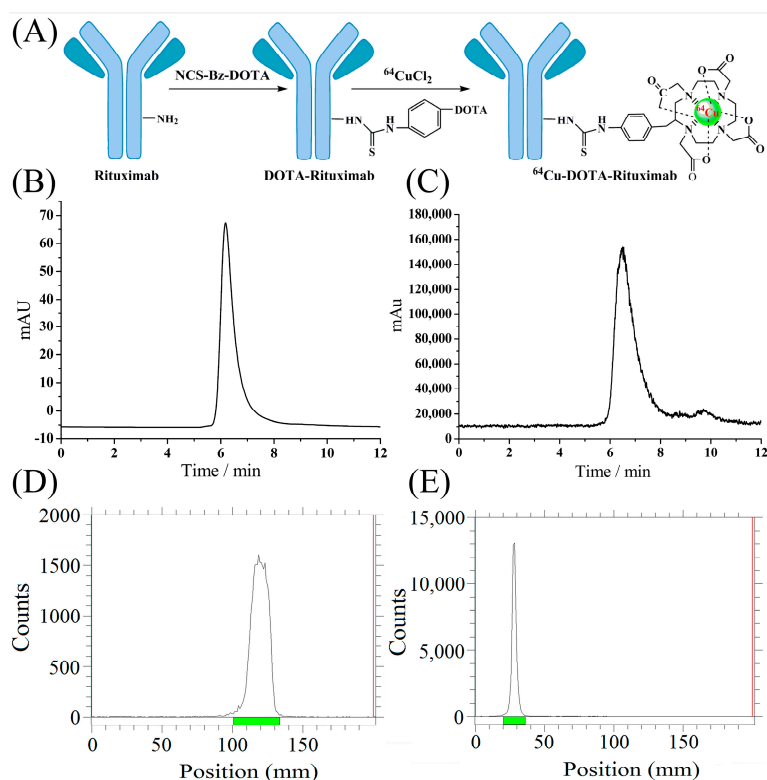 (A)
NCS-Bz-DOTA
⁶⁴CuCl₂
NH₂
N
H
N
H
S
DOTA
N
H
N
H
S
O
O
O
C
O
N
N
⁶⁴Cu
N
N
O
O
O
O
Rituximab
DOTA-Rituximab
⁶⁴Cu-DOTA-Rituximab
(B)
70
60
50
40
30
20
10
0
-10
mAU
0 2 4 6 8 10 12
Time / min
(C)
180,000
160,000
140,000
120,000
100,000
80,000
60,000
40,000
20,000
0
mAu
0 2 4 6 8 10 12
Time / min
(D)
2000
1500
1000
500
0
Counts
0 50 100 150
Position (mm)
(E)
15,000
10,000
5,000
0
Counts
0 50 100 150
Position (mm)